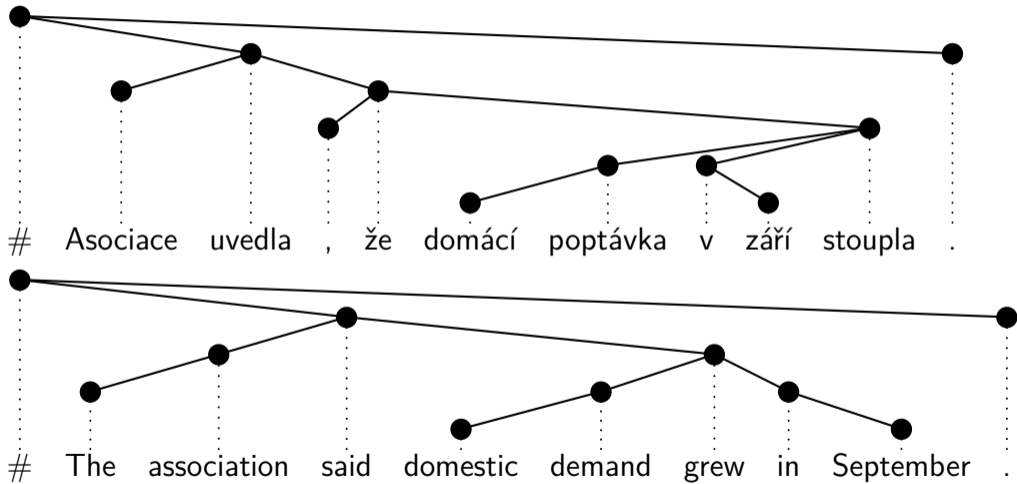 # Asociace uvedla , že domácí poptávka v září stoupla .
# The association said domestic demand grew in September .